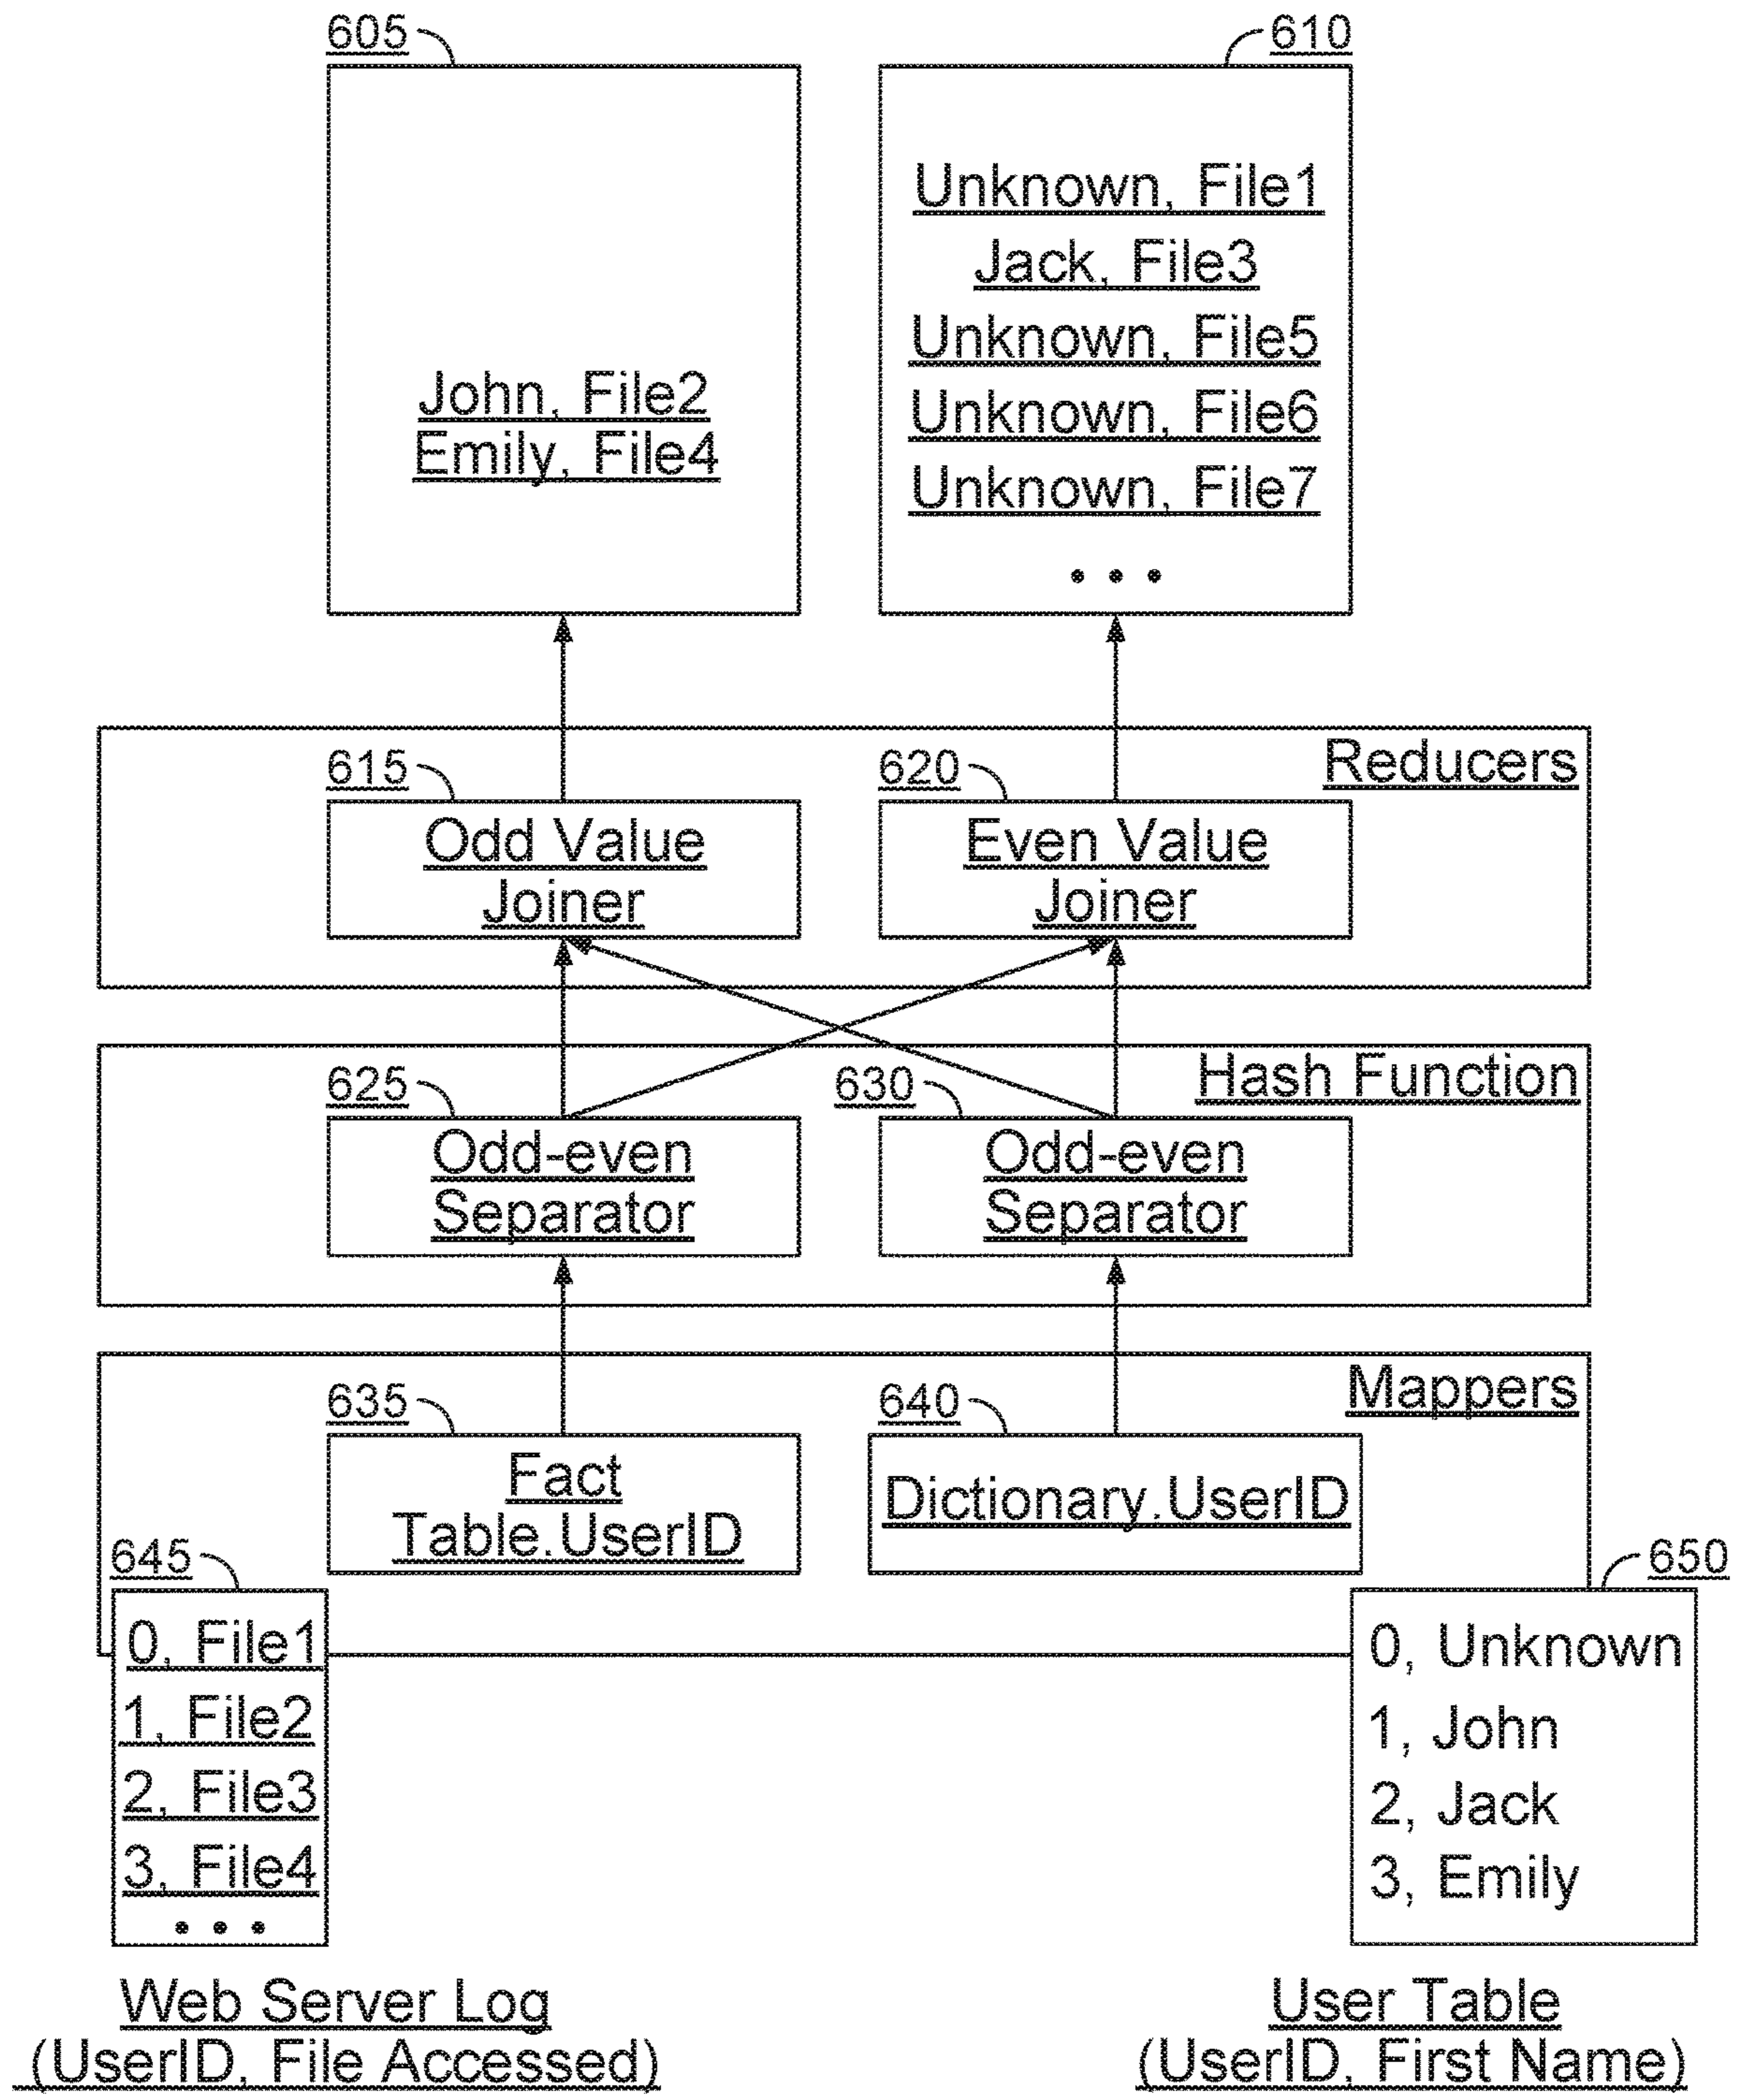 605
610
John, File2
Emily, File4
Unknown, File1
Jack, File3
Unknown, File5
Unknown, File6
Unknown, File7
• • •
Reducers
615
620
Odd Value
Joiner
Even Value
Joiner
Hash Function
625
630
Odd-even
Separator
Odd-even
Separator
Mappers
635
640
Fact
Table.UserID
Dictionary.UserID
645
650
0, File1
1, File2
2, File3
3, File4
• • •
0, Unknown
1, John
2, Jack
3, Emily
Web Server Log
(UserID, File Accessed)
User Table
(UserID, First Name)